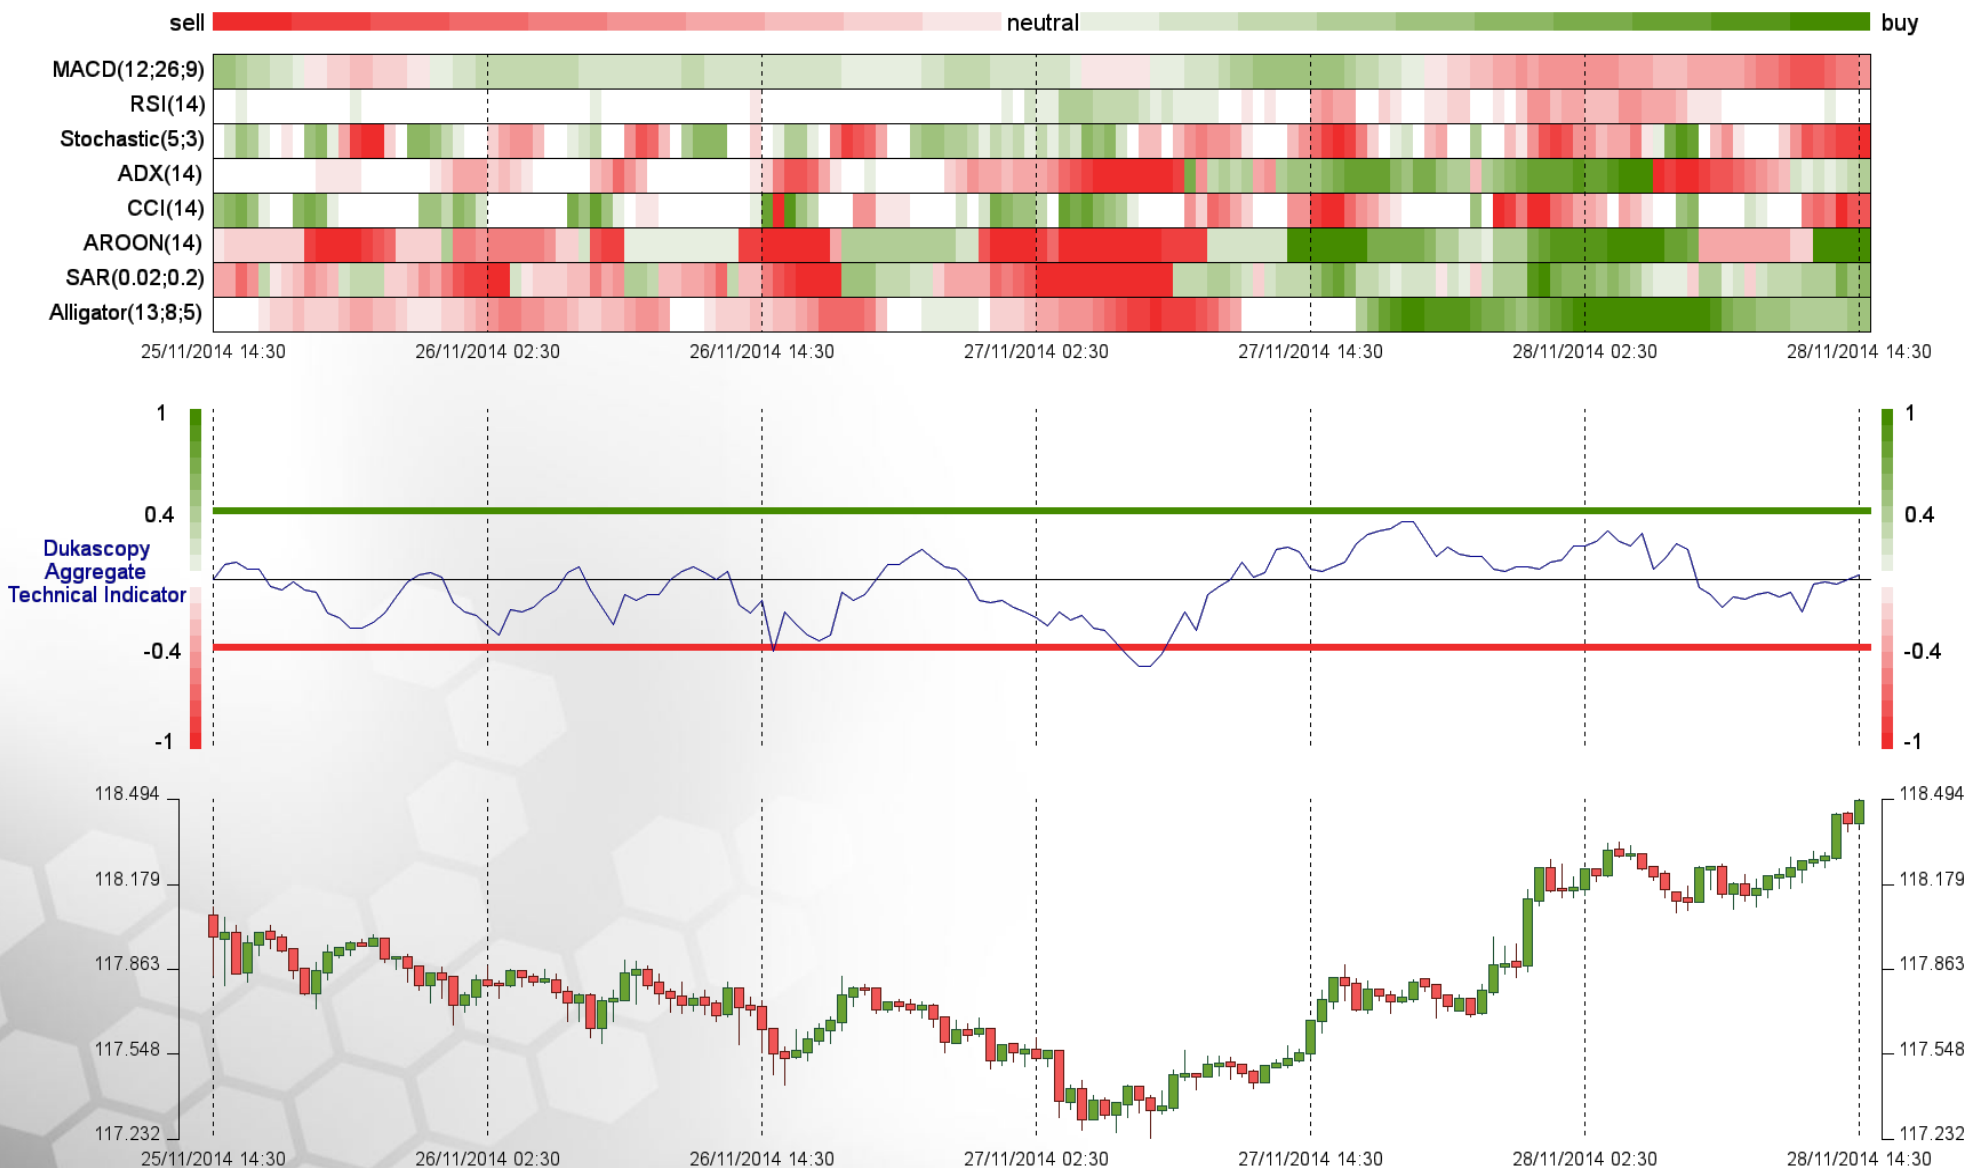 sell neutral buy
MACD(12;26;9)
RSI(14)
Stochastic(5;3)
ADX(14)
CCI(14)
AROON(14)
SAR(0.02;0.2)
Alligator(13;8;5)
25/11/2014 14:30 26/11/2014 02:30 26/11/2014 14:30 27/11/2014 02:30 27/11/2014 14:30 28/11/2014 02:30 28/11/2014 14:30
1 1
0.4 0.4
Dukascopy
Aggregate
Technical Indicator
-0.4 -0.4
-1 -1
118.494 118.494
118.179 118.179
117.863 117.863
117.548 117.548
117.232 117.232
25/11/2014 14:30 26/11/2014 02:30 26/11/2014 14:30 27/11/2014 02:30 27/11/2014 14:30 28/11/2014 02:30 28/11/2014 14:30